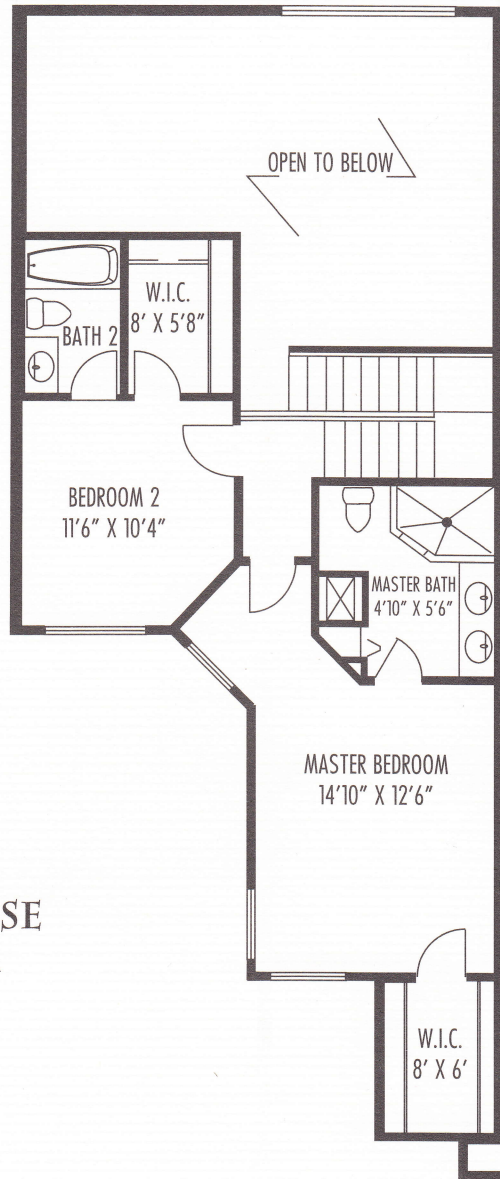 OPEN TO BELOW
W.I.C.
8' X 5'8"
BATH 2
BEDROOM 2
11'6" X 10'4"
MASTER BATH
4'10" X 5'6"
MASTER BEDROOM
14'10" X 12'6"
SE
W.I.C.
8' X 6'